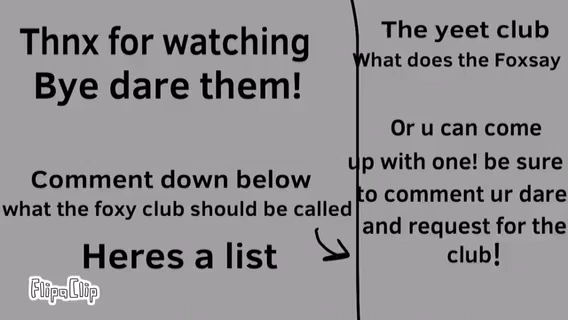 Thnx for watching
Bye dare them!
Comment down below
what the foxy club should be called
Heres a list
The yeet club
What does the Foxsay
Or u can come
up with one! be sure
to comment ur dare
and request for the
club!
FlipaClip